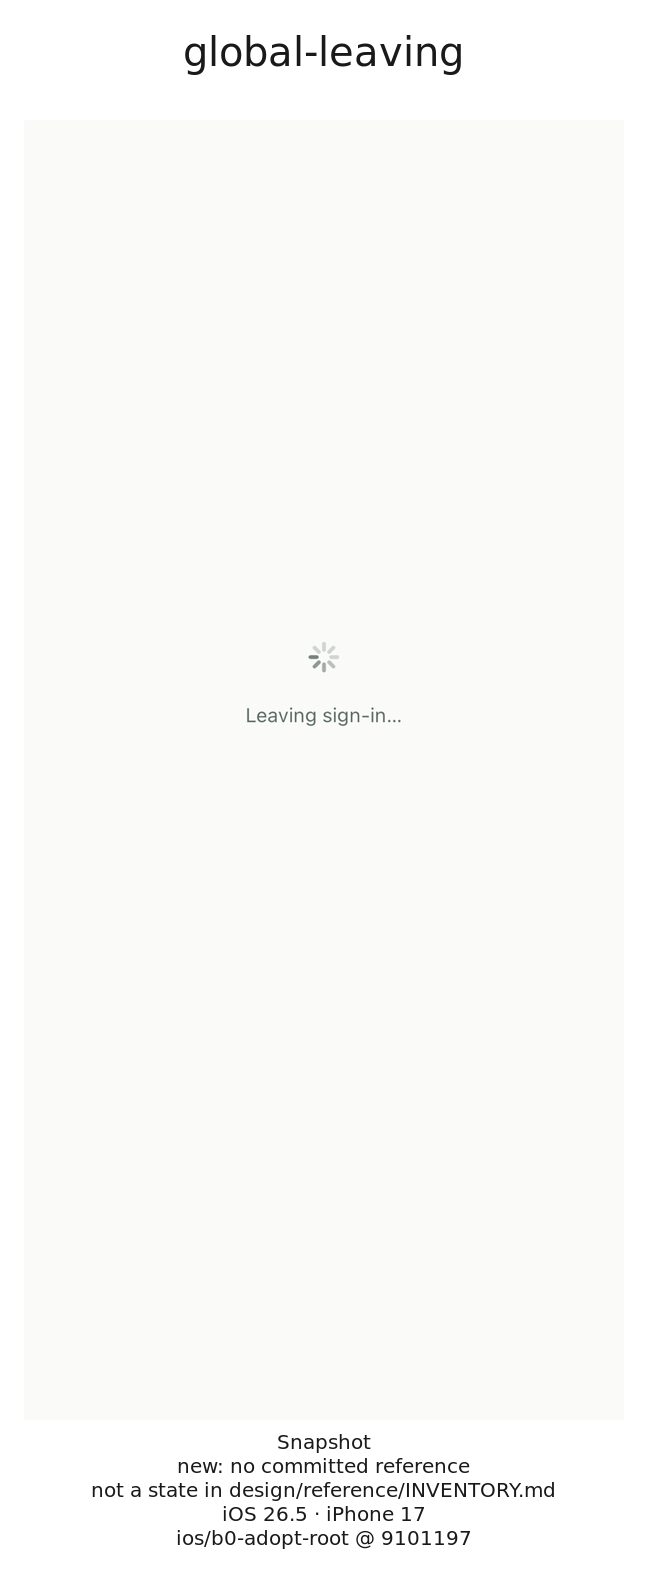 global-leaving
Leaving sign-in...
Snapshot
new: no committed reference
not a state in design/reference/INVENTORY.md
iOS 26.5 · iPhone 17
ios/b0-adopt-root @ 9101197